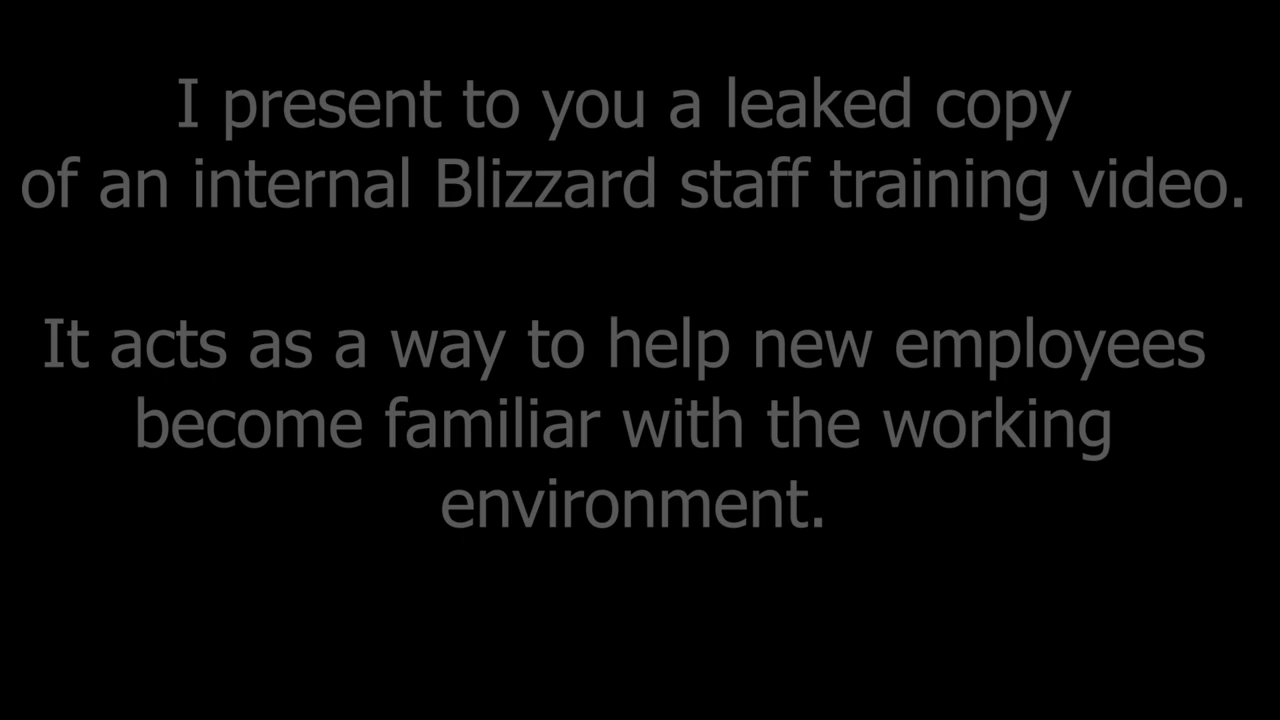 I present to you a leaked copy
of an internal Blizzard staff training video.
It acts as a way to help new employees
become familiar with the working
environment.